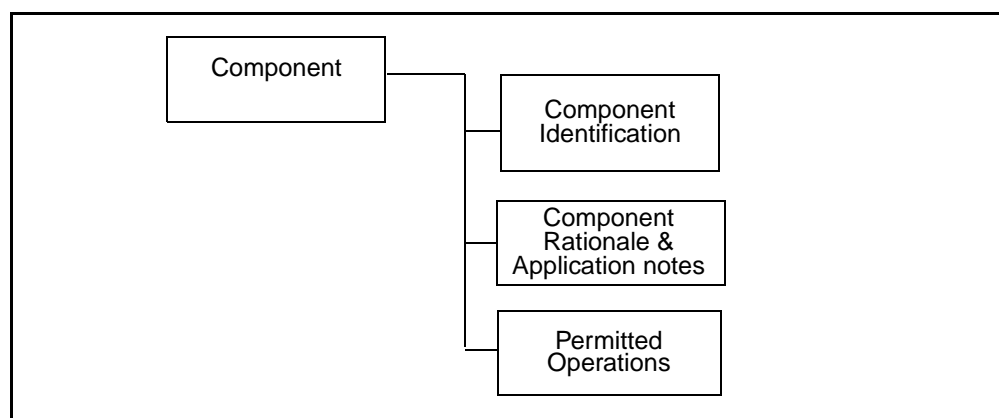 Component
Component
Identification
Component
Rationale &
Application notes
Permitted
Operations